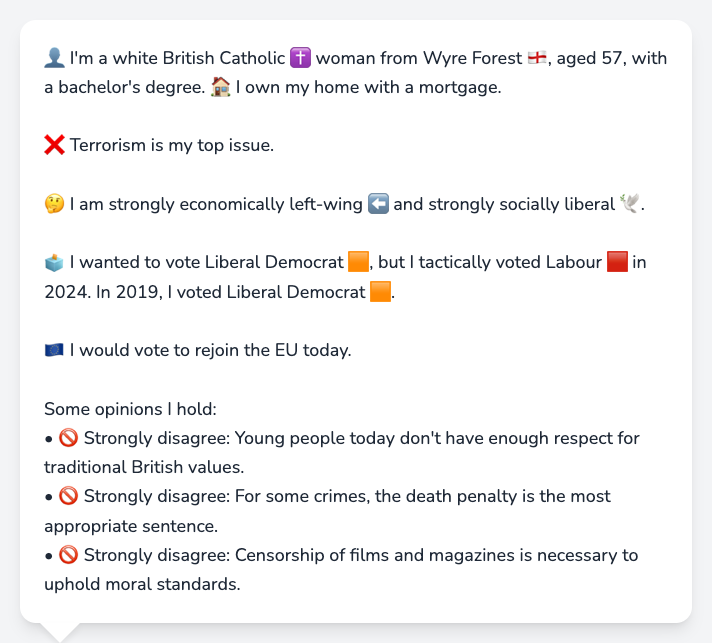 👤 I'm a white British Catholic ✝️ woman from Wyre Forest 🏴󠁧󠁢󠁥󠁮󠁧󠁿, aged 57, with
a bachelor's degree. 🏠 I own my home with a mortgage.
❌ Terrorism is my top issue.
🤔 I am strongly economically left-wing ⬅️ and strongly socially liberal 🕊️.
🗳️ I wanted to vote Liberal Democrat 🟧, but I tactically voted Labour 🟥 in
2024. In 2019, I voted Liberal Democrat 🟧.
🇪🇺 I would vote to rejoin the EU today.
Some opinions I hold:
• 🚫 Strongly disagree: Young people today don't have enough respect for
traditional British values.
• 🚫 Strongly disagree: For some crimes, the death penalty is the most
appropriate sentence.
• 🚫 Strongly disagree: Censorship of films and magazines is necessary to
uphold moral standards.